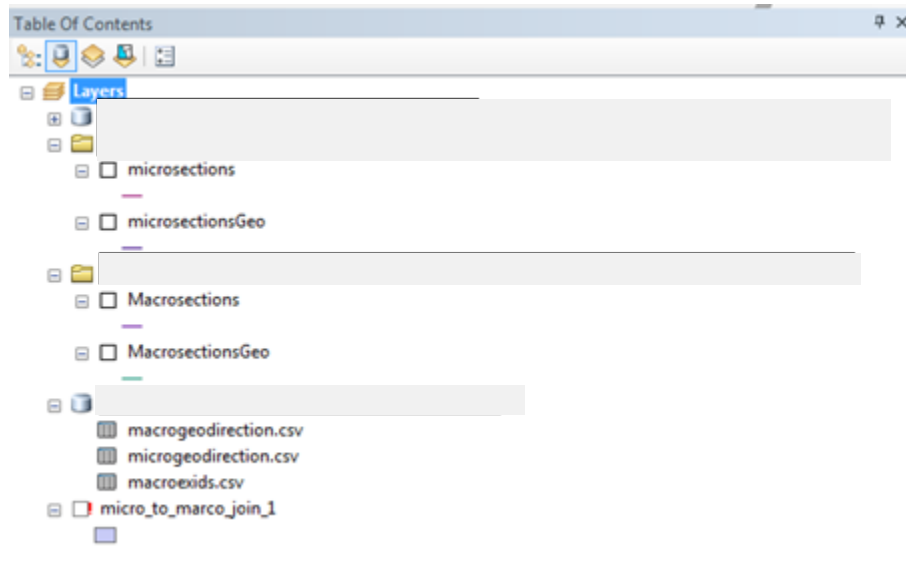 Table Of Contents
Layers
microsections
microsectionsGeo
Macrosections
MacrosectionsGeo
macrogeodirection.csv
microgeodirection.csv
macroexids.csv
micro_to_marco_join_1